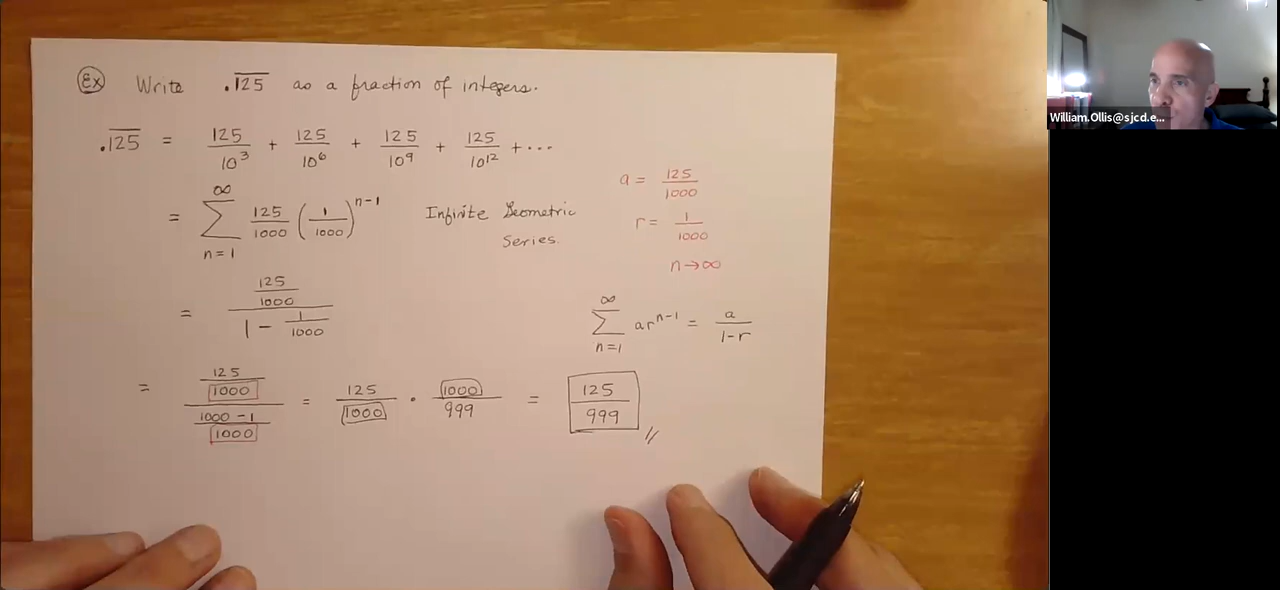 Ex Write .\overline{125} as a fraction of integers.
.\overline{125} = 125/10^3 + 125/10^6 + 125/10^9 + 125/10^12 + ···
= ∑_{n=1}^{∞} 125/1000 (1/1000)^{n-1} Infinite Geometric
Series.
a = 125/1000
r = 1/1000
n→∞
= (125/1000)/(1 - 1/1000)
∑_{n=1}^{∞} ar^{n-1} = a/(1-r)
= (125/1000)/((1000-1)/1000) = 125/1000 · 1000/999 = 125/999 //
William.Ollis@sjcd.e...